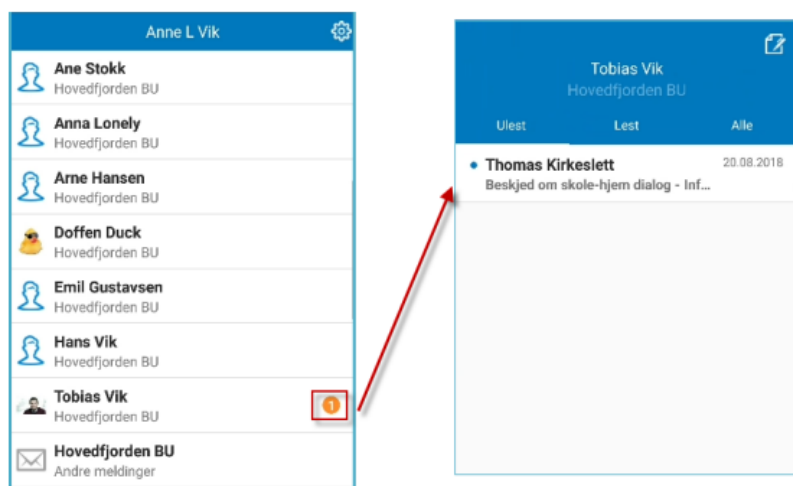 Anne L Vik
Ane Stokk
Hovedfjorden BU
Anna Lonely
Hovedfjorden BU
Arne Hansen
Hovedfjorden BU
Doffen Duck
Hovedfjorden BU
Emil Gustavsen
Hovedfjorden BU
Hans Vik
Hovedfjorden BU
Tobias Vik
Hovedfjorden BU
1
Hovedfjorden BU
Andre meldinger
Tobias Vik
Hovedfjorden BU
Ulest Lest Alle
Thomas Kirkeslett 20.08.2018
Beskjed om skole-hjem dialog - Inf...